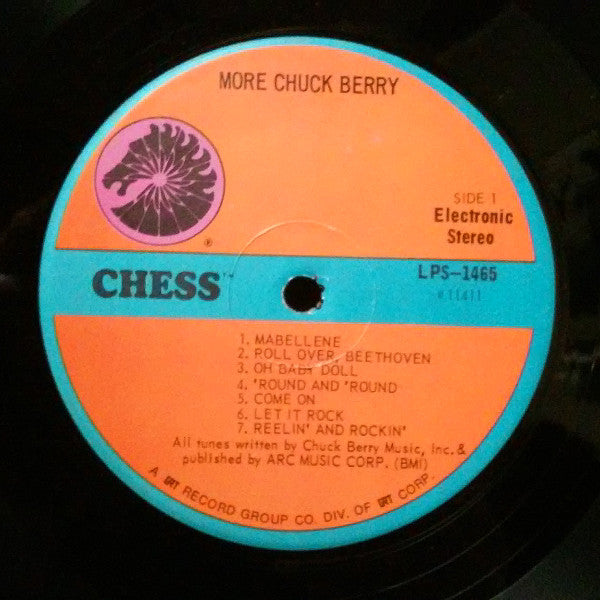 MORE CHUCK BERRY
SIDE 1
Electronic
Stereo
®
CHESS™
LPS-1465
1. MABELLENE
2. ROLL OVER, BEETHOVEN
3. OH BABY DOLL
4. 'ROUND AND 'ROUND
5. COME ON
6. LET IT ROCK
7. REELIN' AND ROCKIN'
All tunes written by Chuck Berry Music, Inc. &
published by ARC MUSIC CORP. (BMI)
A GRT RECORD GROUP CO. DIV. OF GRT CORP.